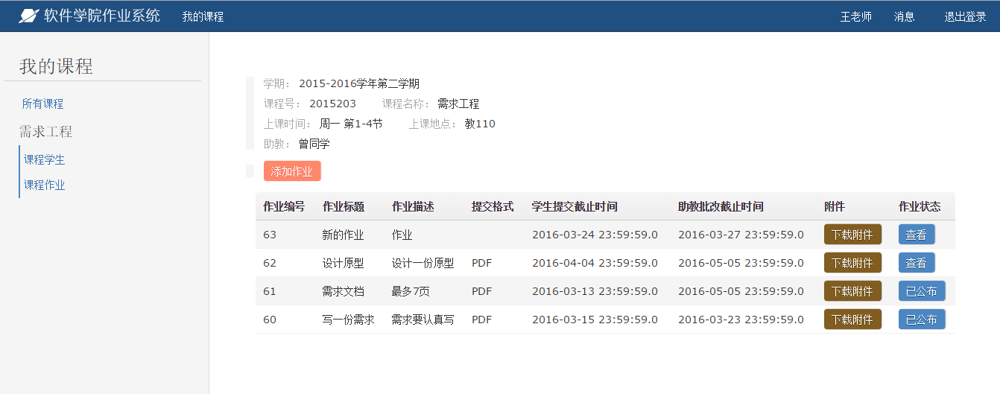 软件学院作业系统 我的课程 王老师 消息 退出登录
我的课程
所有课程
需求工程
课程学生
课程作业
学期： 2015-2016学年第二学期
课程号： 2015203 课程名称： 需求工程
上课时间： 周一 第1-4节 上课地点： 教110
助教： 曾同学
添加作业
作业编号 作业标题 作业描述 提交格式 学生提交截止时间 助教批改截止时间 附件 作业状态
63 新的作业 作业 2016-03-24 23:59:59.0 2016-03-27 23:59:59.0 下载附件 查看
62 设计原型 设计一份原型 PDF 2016-04-04 23:59:59.0 2016-05-05 23:59:59.0 下载附件 查看
61 需求文档 最多7页 PDF 2016-03-13 23:59:59.0 2016-05-05 23:59:59.0 下载附件 已公布
60 写一份需求 需求要认真写 PDF 2016-03-15 23:59:59.0 2016-03-23 23:59:59.0 下载附件 已公布